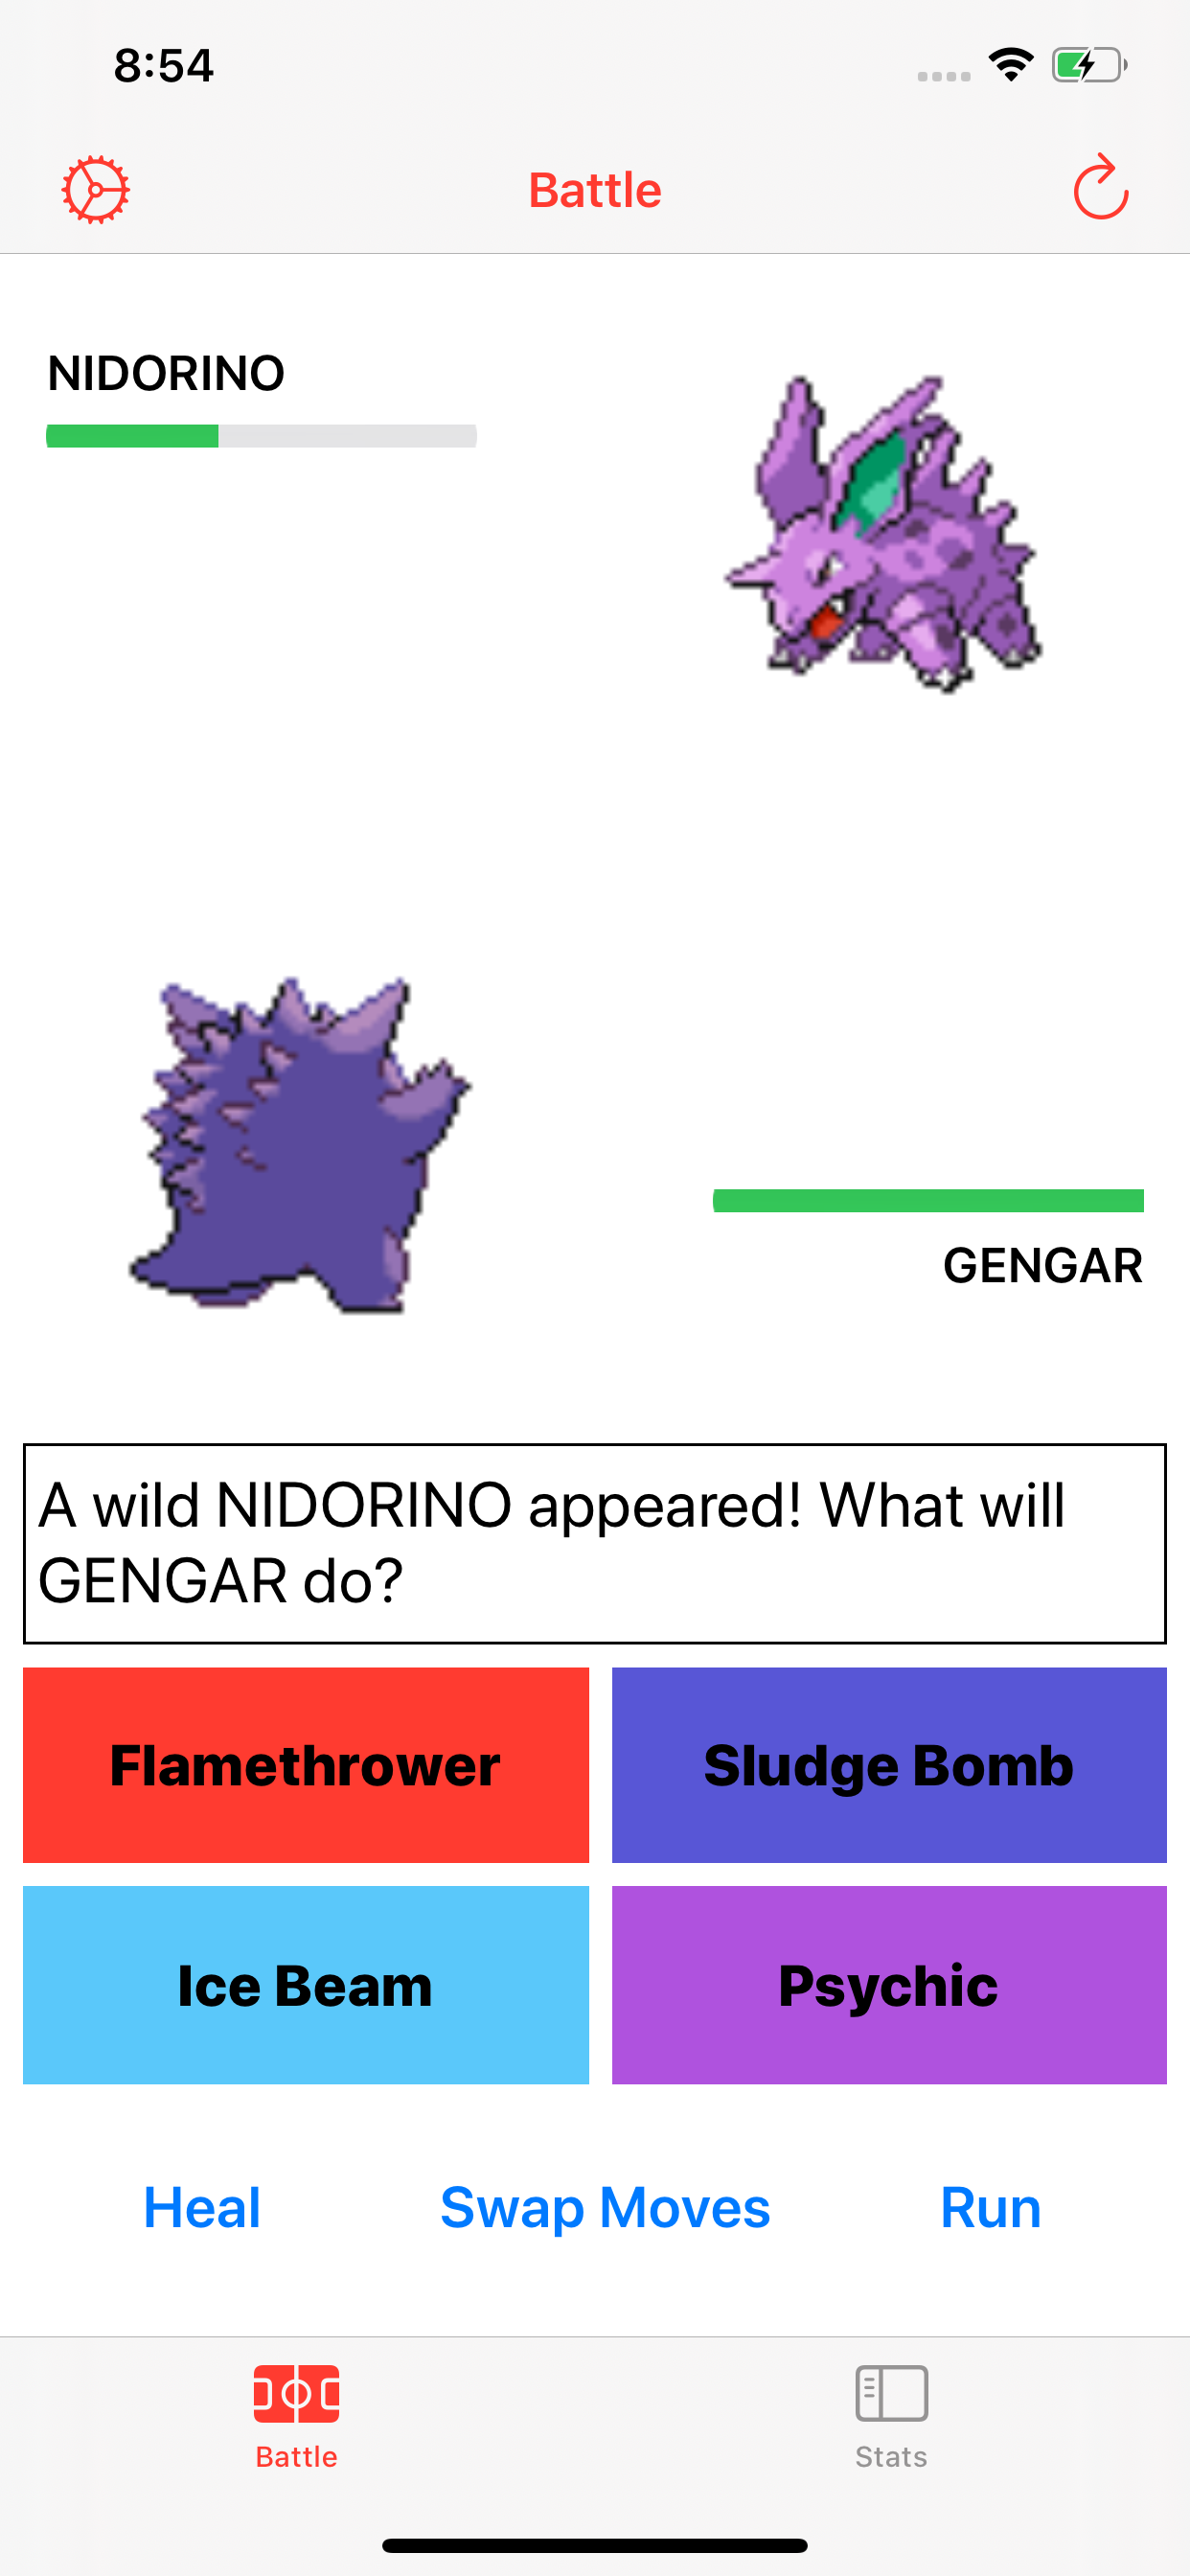 8:54
Battle
NIDORINO
GENGAR
A wild NIDORINO appeared! What will
GENGAR do?
Flamethrower
Sludge Bomb
Ice Beam
Psychic
Heal
Swap Moves
Run
Battle
Stats